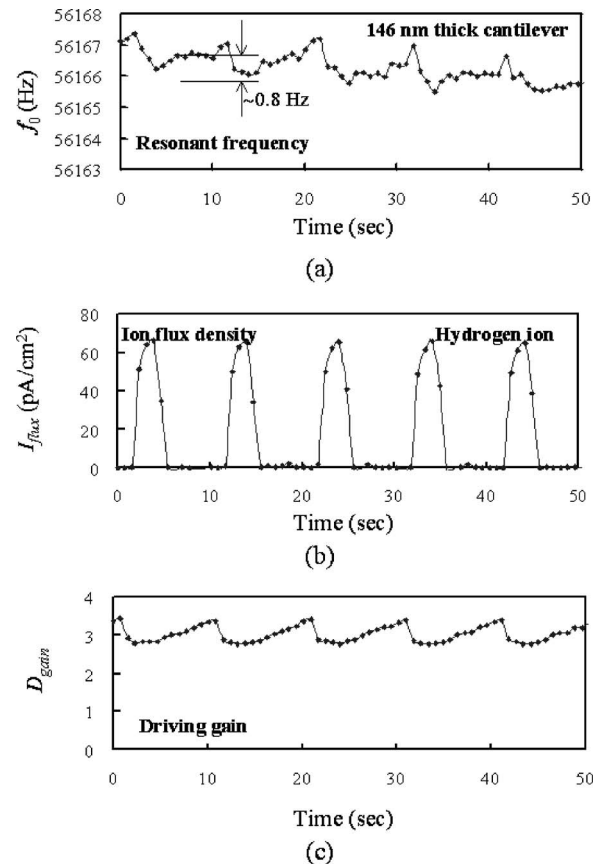 56168
56167
56166
56165
56164
56163
f0 (Hz)
146 nm thick cantilever
~0.8 Hz
Resonant frequency
0 10 20 30 40 50
Time (sec)
(a)
80
60
40
20
0
Iflux (pA/cm²)
Ion flux density Hydrogen ion
0 10 20 30 40 50
Time (sec)
(b)
4
3
2
1
0
Dgain
Driving gain
0 10 20 30 40 50
Time (sec)
(c)